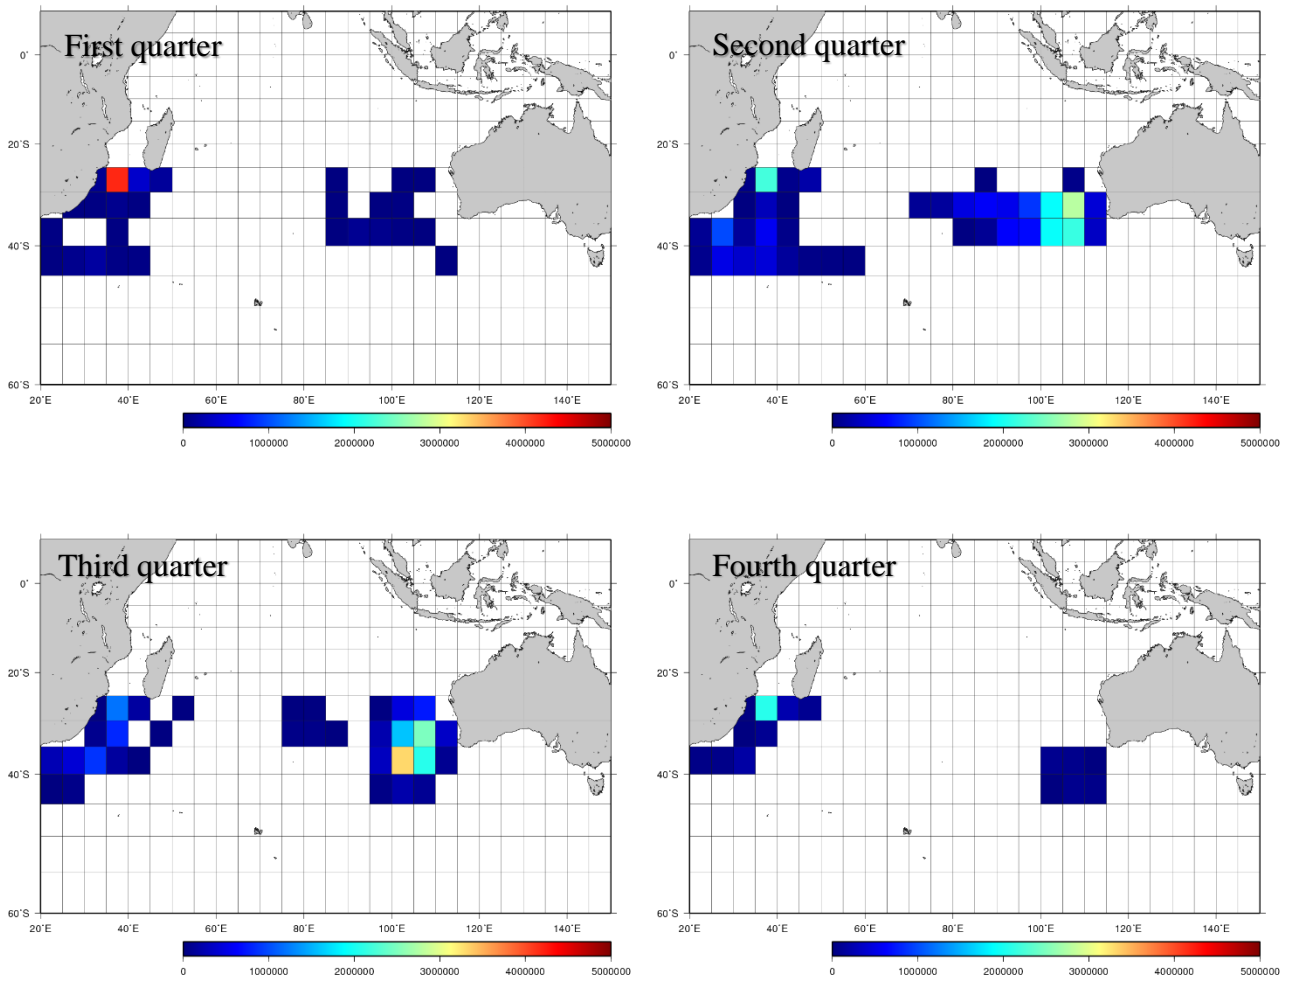 First quarter
Second quarter
0°
0°
20°S
20°S
40°S
40°S
60°S
60°S
20°E 40°E 60°E 80°E 100°E 120°E 140°E
20°E 40°E 60°E 80°E 100°E 120°E 140°E
0 1000000 2000000 3000000 4000000 5000000
0 1000000 2000000 3000000 4000000 5000000
Third quarter
Fourth quarter
0°
0°
20°S
20°S
40°S
40°S
60°S
60°S
20°E 40°E 60°E 80°E 100°E 120°E 140°E
20°E 40°E 60°E 80°E 100°E 120°E 140°E
0 1000000 2000000 3000000 4000000 5000000
0 1000000 2000000 3000000 4000000 5000000